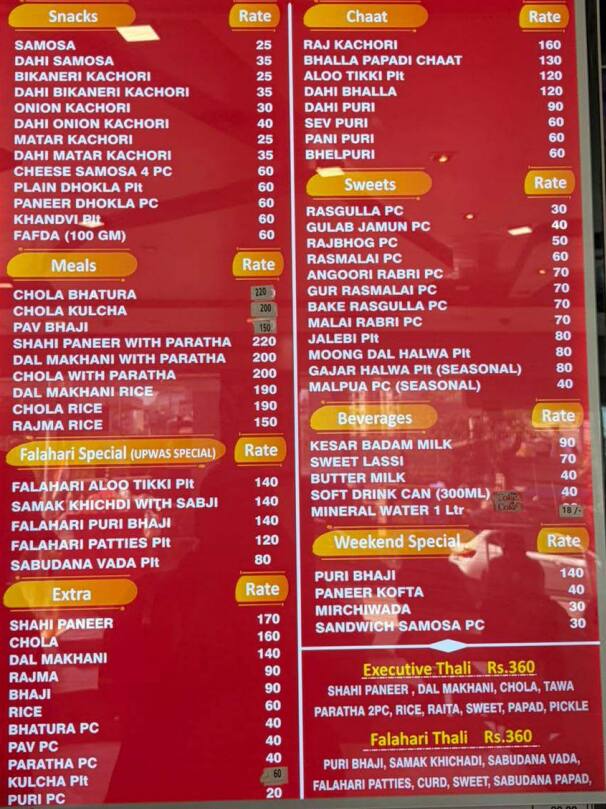 Snacks Rate
SAMOSA 25
DAHI SAMOSA 35
BIKANERI KACHORI 25
DAHI BIKANERI KACHORI 35
ONION KACHORI 30
DAHI ONION KACHORI 40
MATAR KACHORI 25
DAHI MATAR KACHORI 35
CHEESE SAMOSA 4 PC 60
PLAIN DHOKLA Plt 60
PANEER DHOKLA PC 60
KHANDVI Plt 60
FAFDA (100 GM) 60
Meals Rate
CHOLA BHATURA 220
CHOLA KULCHA 200
PAV BHAJI 150
SHAHI PANEER WITH PARATHA 220
DAL MAKHANI WITH PARATHA 200
CHOLA WITH PARATHA 200
DAL MAKHANI RICE 190
CHOLA RICE 190
RAJMA RICE 150
Falahari Special (UPWAS SPECIAL) Rate
FALAHARI ALOO TIKKI Plt 140
SAMAK KHICHDI WITH SABJI 140
FALAHARI PURI BHAJI 140
FALAHARI PATTIES Plt 120
SABUDANA VADA Plt 80
Extra Rate
SHAHI PANEER 170
CHOLA 160
DAL MAKHANI 140
RAJMA 90
BHAJI 90
RICE 60
BHATURA PC 40
PAV PC 40
PARATHA PC 40
KULCHA Plt 60
PURI PC 20
Chaat Rate
RAJ KACHORI 160
BHALLA PAPADI CHAAT 130
ALOO TIKKI Plt 120
DAHI BHALLA 120
DAHI PURI 90
SEV PURI 60
PANI PURI 60
BHELPURI 60
Sweets Rate
RASGULLA PC 30
GULAB JAMUN PC 40
RAJBHOG PC 50
RASMALAI PC 60
ANGOORI RABRI PC 70
GUR RASMALAI PC 70
BAKE RASGULLA PC 70
MALAI RABRI PC 70
JALEBI Plt 80
MOONG DAL HALWA Plt 80
GAJAR HALWA Plt (SEASONAL) 80
MALPUA PC (SEASONAL) 40
Beverages Rate
KESAR BADAM MILK 90
SWEET LASSI 70
BUTTER MILK 40
SOFT DRINK CAN (300ML) 40
MINERAL WATER 1 Ltr 18/-
Weekend Special Rate
PURI BHAJI 140
PANEER KOFTA 40
MIRCHIWADA 30
SANDWICH SAMOSA PC 30
Executive Thali Rs.360
SHAHI PANEER , DAL MAKHANI, CHOLA, TAWA
PARATHA 2PC, RICE, RAITA, SWEET, PAPAD, PICKLE
Falahari Thali Rs.360
PURI BHAJI, SAMAK KHICHADI, SABUDANA VADA,
FALAHARI PATTIES, CURD, SWEET, SABUDANA PAPAD,